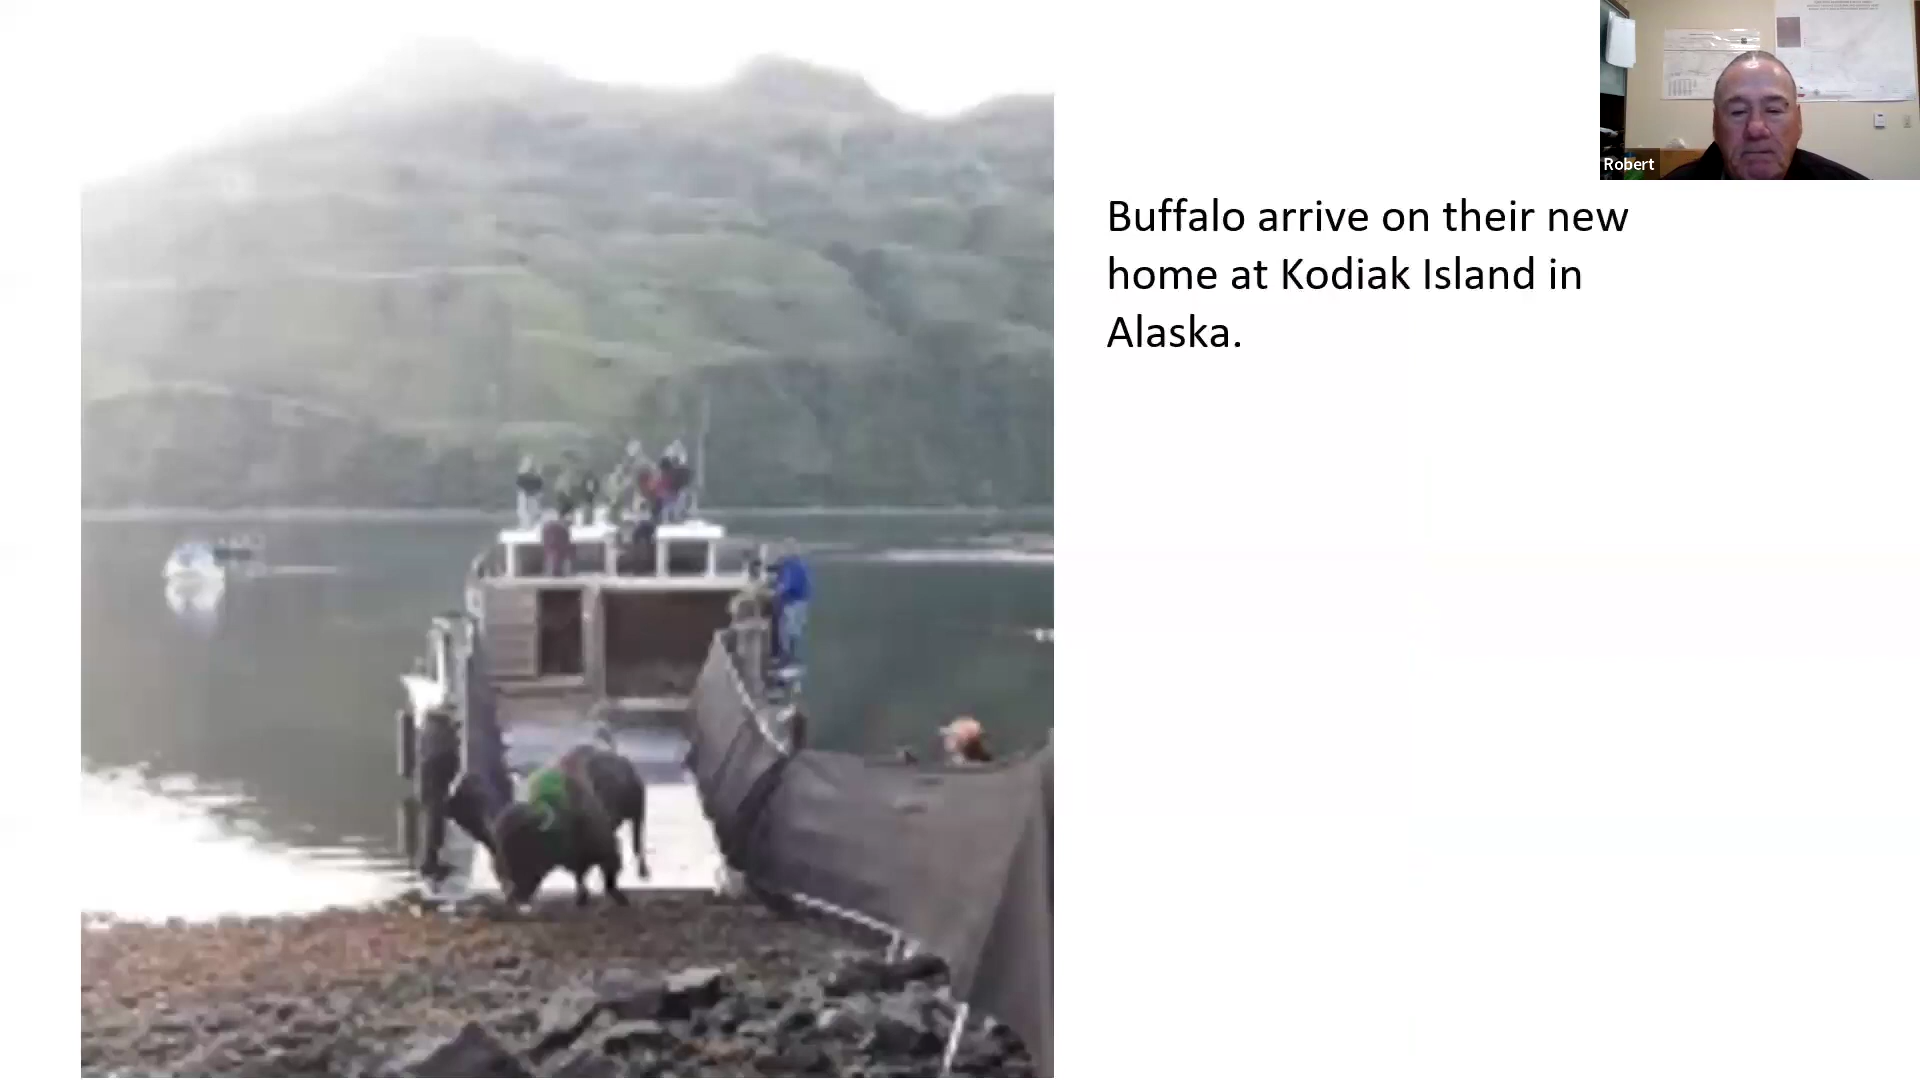 Robert
Buffalo arrive on their new
home at Kodiak Island in
Alaska.